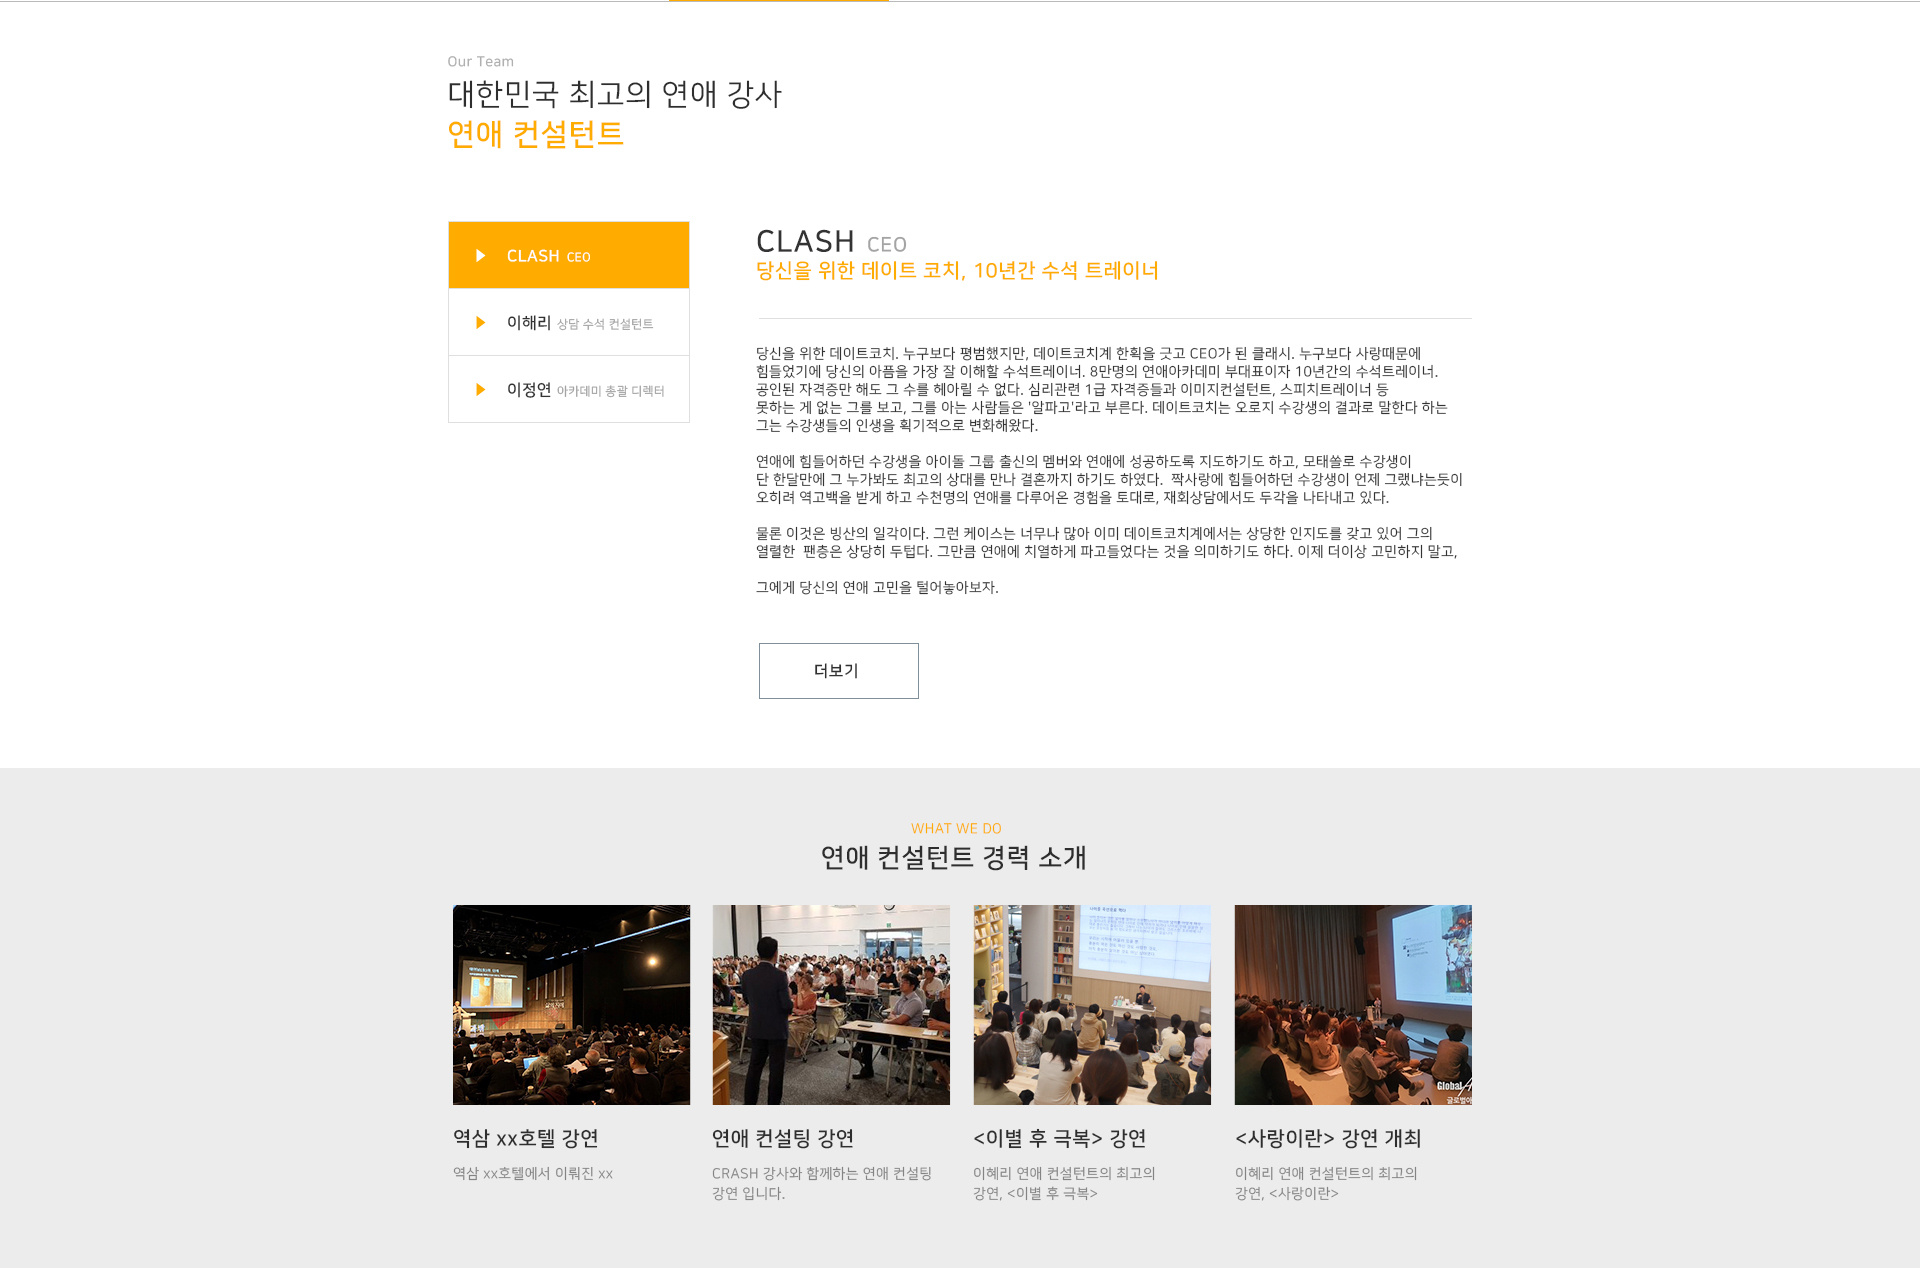 Our Team
대한민국 최고의 연애 강사
연애 컨설턴트
CLASH CEO
이해리 상담 수석 컨설턴트
이정연 아카데미 총괄 디렉터
CLASH CEO
당신을 위한 데이트 코치, 10년간 수석 트레이너
당신을 위한 데이트코치. 누구보다 평범했지만, 데이트코치계 한획을 긋고 CEO가 된 클래시. 누구보다 사랑때문에
힘들었기에 당신의 아픔을 가장 잘 이해할 수석트레이너. 8만명의 연애아카데미 부대표이자 10년간의 수석트레이너.
공인된 자격증만 해도 그 수를 헤아릴 수 없다. 심리관련 1급 자격증들과 이미지컨설턴트, 스피치트레이너 등
못하는 게 없는 그를 보고, 그를 아는 사람들은 '알파고'라고 부른다. 데이트코치는 오로지 수강생의 결과로 말한다 하는
그는 수강생들의 인생을 획기적으로 변화해왔다.
연애에 힘들어하던 수강생을 아이돌 그룹 출신의 멤버와 연애에 성공하도록 지도하기도 하고, 모태쏠로 수강생이
단 한달만에 그 누가봐도 최고의 상대를 만나 결혼까지 하기도 하였다. 짝사랑에 힘들어하던 수강생이 언제 그랬냐는듯이
오히려 역고백을 받게 하고 수천명의 연애를 다루어온 경험을 토대로, 재회상담에서도 두각을 나타내고 있다.
물론 이것은 빙산의 일각이다. 그런 케이스는 너무나 많아 이미 데이트코치계에서는 상당한 인지도를 갖고 있어 그의
열렬한 팬층은 상당히 두텁다. 그만큼 연애에 치열하게 파고들었다는 것을 의미하기도 하다. 이제 더이상 고민하지 말고,
그에게 당신의 연애 고민을 털어놓아보자.
더보기
WHAT WE DO
연애 컨설턴트 경력 소개
Global
글로벌아
역삼 xx호텔 강연
역삼 xx호텔에서 이뤄진 xx
연애 컨설팅 강연
CRASH 강사와 함께하는 연애 컨설팅
강연 입니다.
<이별 후 극복> 강연
이혜리 연애 컨설턴트의 최고의
강연, <이별 후 극복>
<사랑이란> 강연 개최
이혜리 연애 컨설턴트의 최고의
강연, <사랑이란>